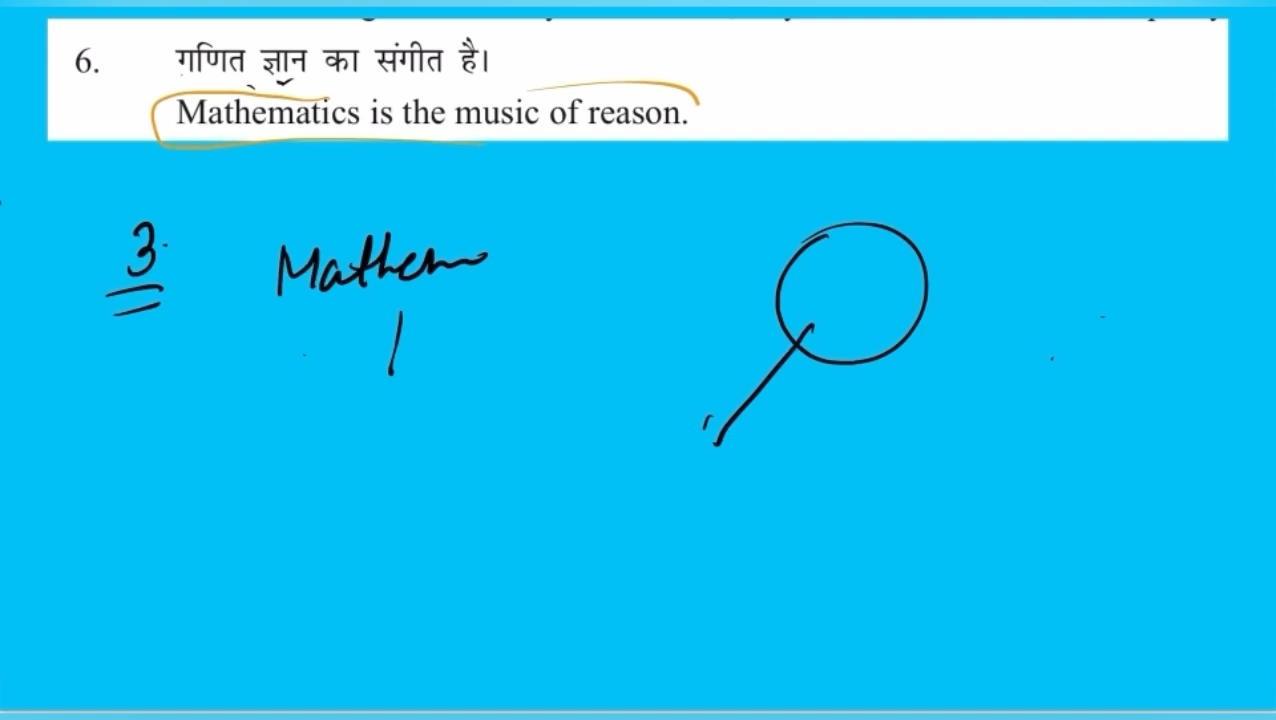 6. गणित ज्ञान का संगीत है।
Mathematics is the music of reason.
3.
Mathem